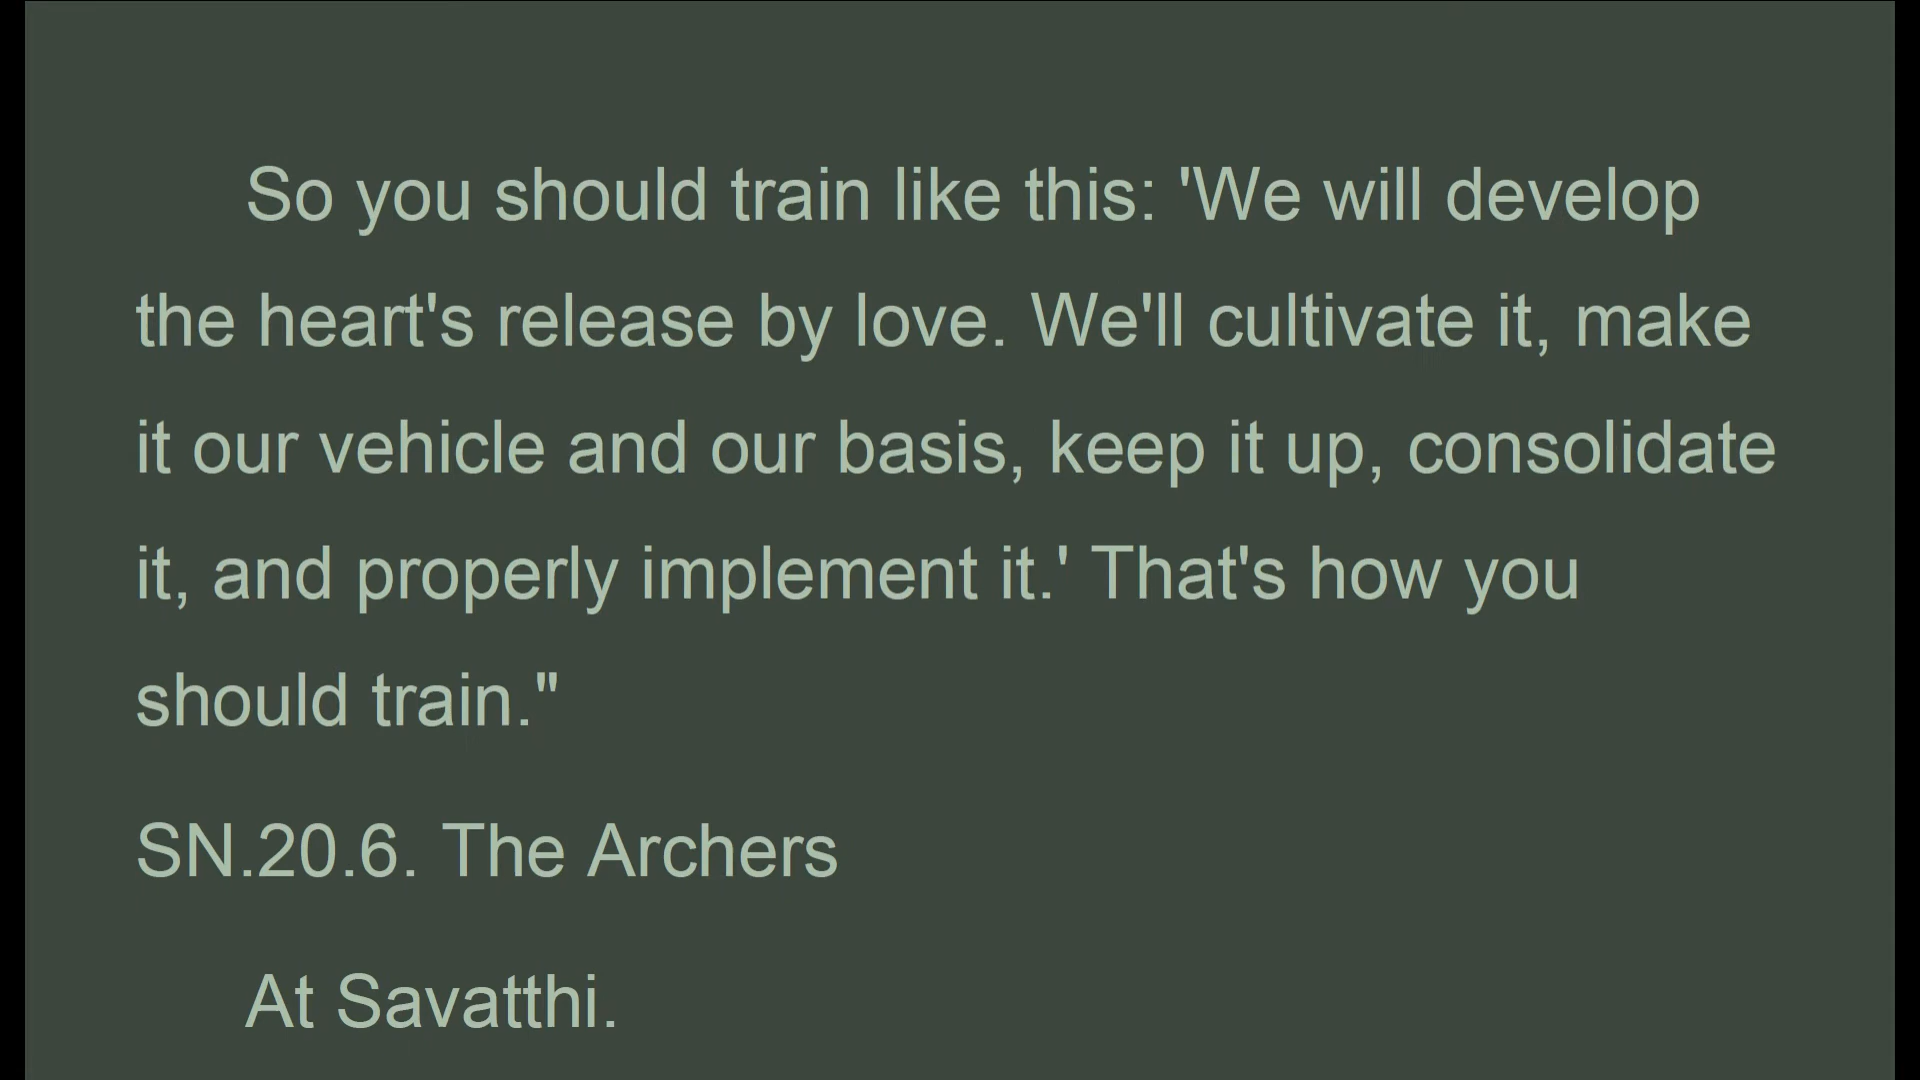 So you should train like this: 'We will develop
the heart's release by love. We'll cultivate it, make
it our vehicle and our basis, keep it up, consolidate
it, and properly implement it.' That's how you
should train."
SN.20.6. The Archers
At Savatthi.